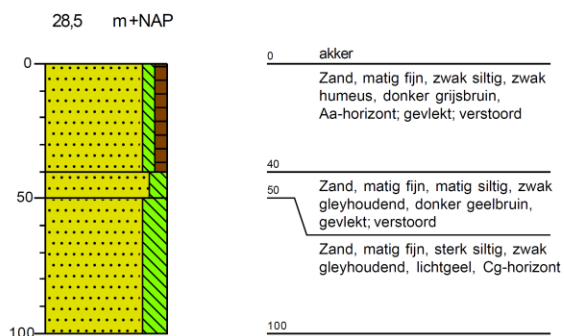 28,5 m+NAP
0
50
100
0 akker
Zand, matig fijn, zwak siltig, zwak
humeus, donker grijsbruin,
Aa-horizont; gevlekt; verstoord
40
Zand, matig fijn, matig siltig, zwak
gleyhoudend, donker geelbruin,
gevlekt; verstoord
50
Zand, matig fijn, sterk siltig, zwak
gleyhoudend, lichtgeel, Cg-horizont
100